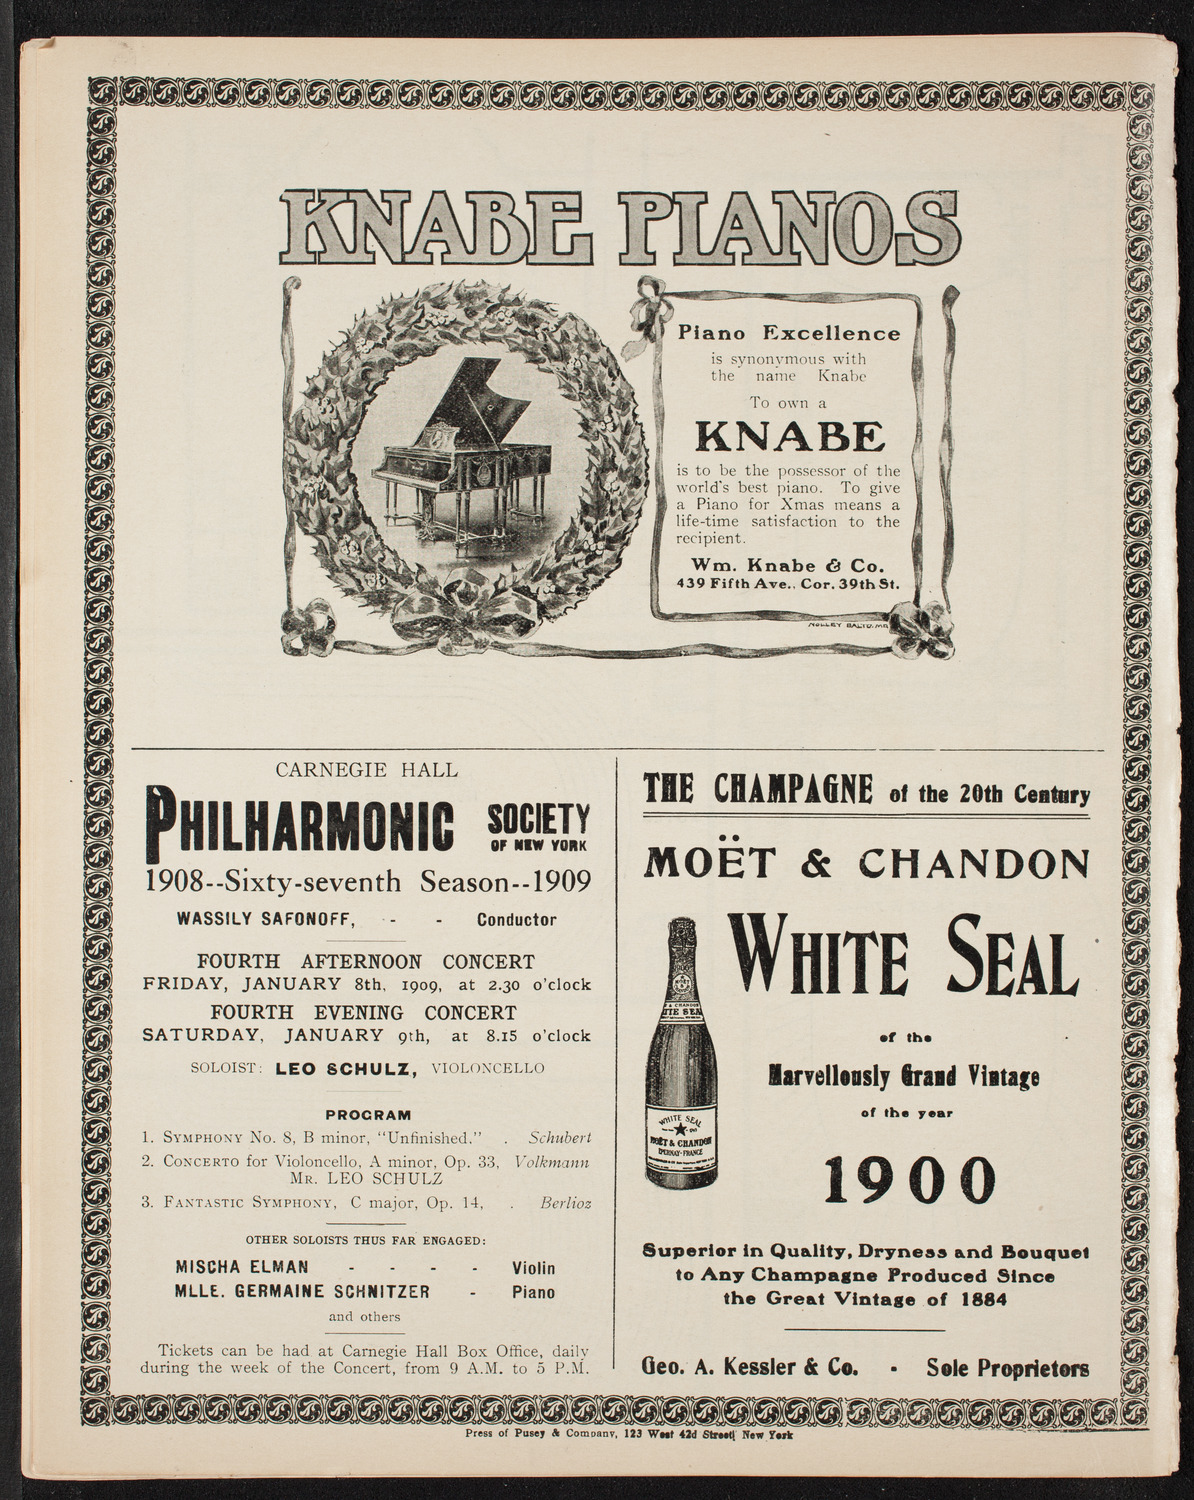 KNABE PIANOS
Piano Excellence
is synonymous with
the name Knabe
To own a
KNABE
is to be the possessor of the
world's best piano. To give
a Piano for Xmas means a
life-time satisfaction to the
recipient.
Wm. Knabe & Co.
439 Fifth Ave., Cor. 39th St.
NOLLEY BALTO. MD.
CARNEGIE HALL
PHILHARMONIC SOCIETY
OF NEW YORK
1908--Sixty-seventh Season--1909
WASSILY SAFONOFF, - - Conductor
FOURTH AFTERNOON CONCERT
FRIDAY, JANUARY 8th, 1909, at 2.30 o'clock
FOURTH EVENING CONCERT
SATURDAY, JANUARY 9th, at 8.15 o'clock
SOLOIST: LEO SCHULZ, VIOLONCELLO
PROGRAM
1. SYMPHONY No. 8, B minor, "Unfinished," . Schubert
2. CONCERTO for Violoncello, A minor, Op. 33, Volkmann
MR. LEO SCHULZ
3. FANTASTIC SYMPHONY, C major, Op. 14, . Berlioz
OTHER SOLOISTS THUS FAR ENGAGED:
MISCHA ELMAN - - - - Violin
MLLE. GERMAINE SCHNITZER - Piano
and others
Tickets can be had at Carnegie Hall Box Office, daily
during the week of the Concert, from 9 A.M. to 5 P.M.
THE CHAMPAGNE of the 20th Century
MOËT & CHANDON
WHITE SEAL
of the
Marvellously Grand Vintage
of the year
1900
& CHANDON
ITE SEA
WHITE SEAL
MOËT & CHANDON
EPERNAY-FRANCE
Superior in Quality, Dryness and Bouquet
to Any Champagne Produced Since
the Great Vintage of 1884
Geo. A. Kessler & Co. - Sole Proprietors
Press of Pusey & Company, 123 West 42d Street, New York